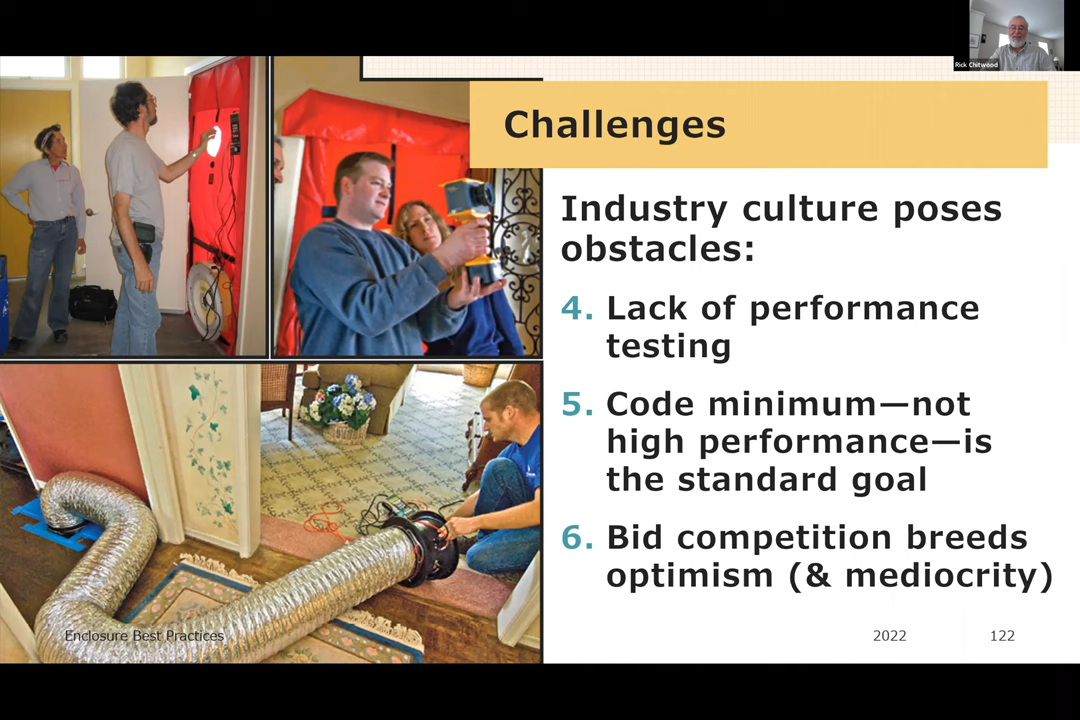 Rick Chitwood
Challenges
Industry culture poses
obstacles:
4. Lack of performance
testing
5. Code minimum—not
high performance—is
the standard goal
6. Bid competition breeds
optimism (& mediocrity)
Enclosure Best Practices
2022
122